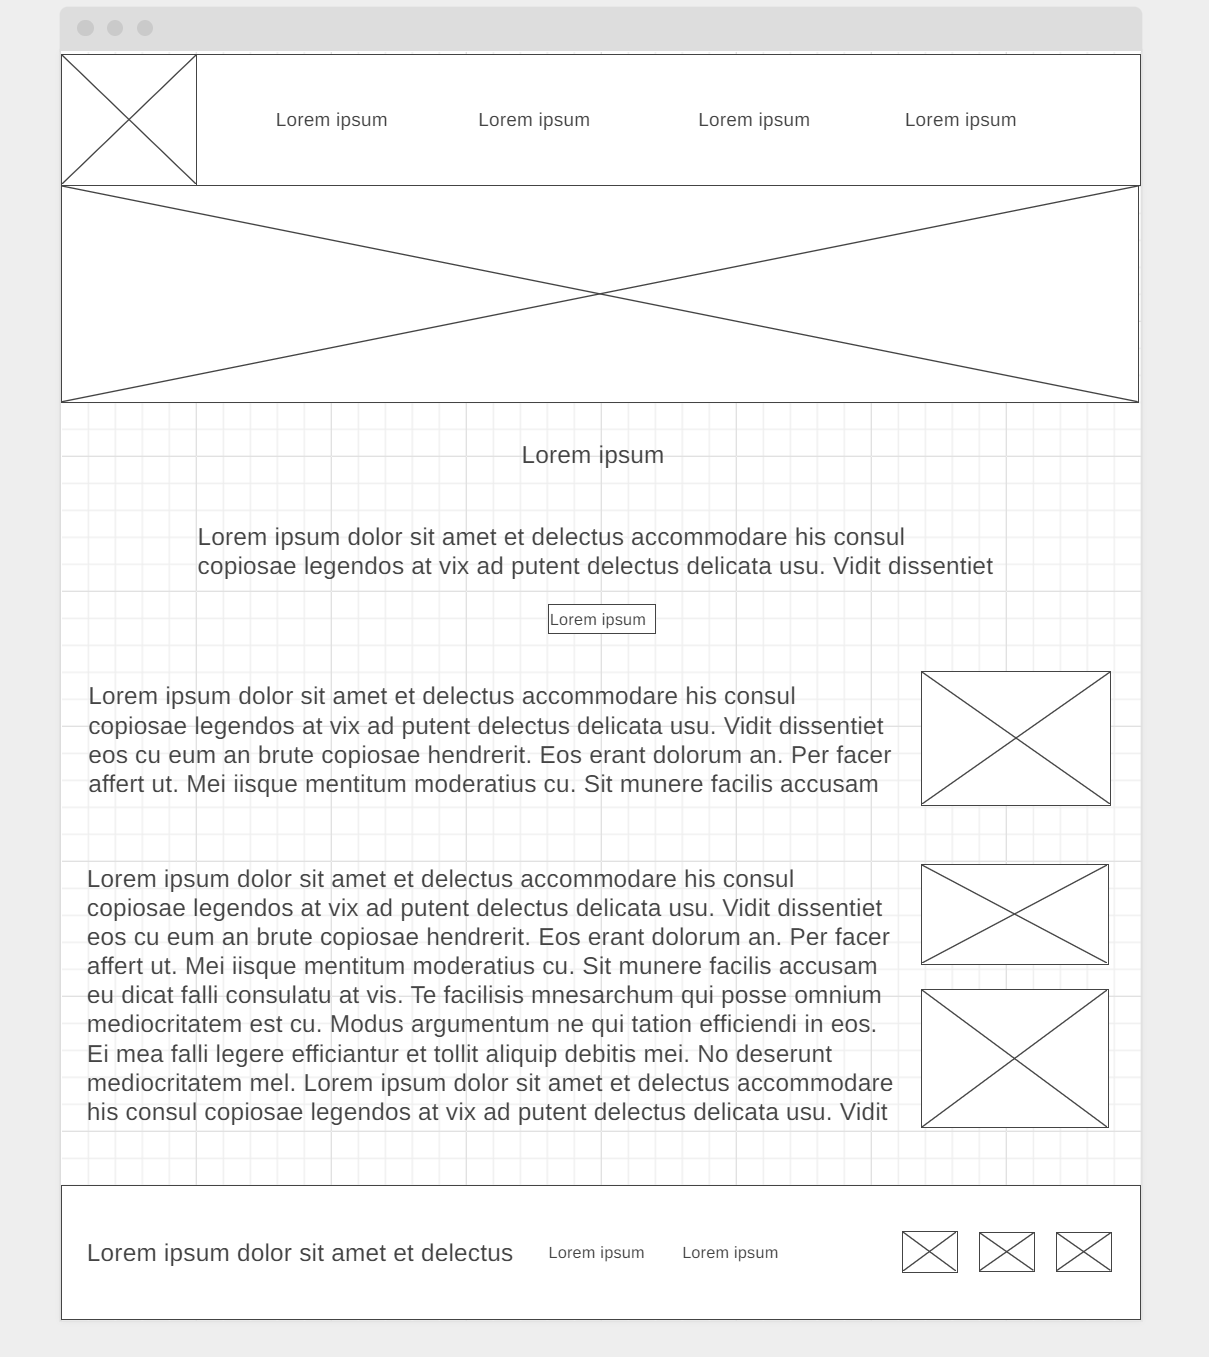 Lorem ipsum Lorem ipsum Lorem ipsum Lorem ipsum
Lorem ipsum
Lorem ipsum dolor sit amet et delectus accommodare his consul
copiosae legendos at vix ad putent delectus delicata usu. Vidit dissentiet
Lorem ipsum
Lorem ipsum dolor sit amet et delectus accommodare his consul
copiosae legendos at vix ad putent delectus delicata usu. Vidit dissentiet
eos cu eum an brute copiosae hendrerit. Eos erant dolorum an. Per facer
affert ut. Mei iisque mentitum moderatius cu. Sit munere facilis accusam
Lorem ipsum dolor sit amet et delectus accommodare his consul
copiosae legendos at vix ad putent delectus delicata usu. Vidit dissentiet
eos cu eum an brute copiosae hendrerit. Eos erant dolorum an. Per facer
affert ut. Mei iisque mentitum moderatius cu. Sit munere facilis accusam
eu dicat falli consulatu at vis. Te facilisis mnesarchum qui posse omnium
mediocritatem est cu. Modus argumentum ne qui tation efficiendi in eos.
Ei mea falli legere efficiantur et tollit aliquip debitis mei. No deserunt
mediocritatem mel. Lorem ipsum dolor sit amet et delectus accommodare
his consul copiosae legendos at vix ad putent delectus delicata usu. Vidit
Lorem ipsum dolor sit amet et delectus Lorem ipsum Lorem ipsum